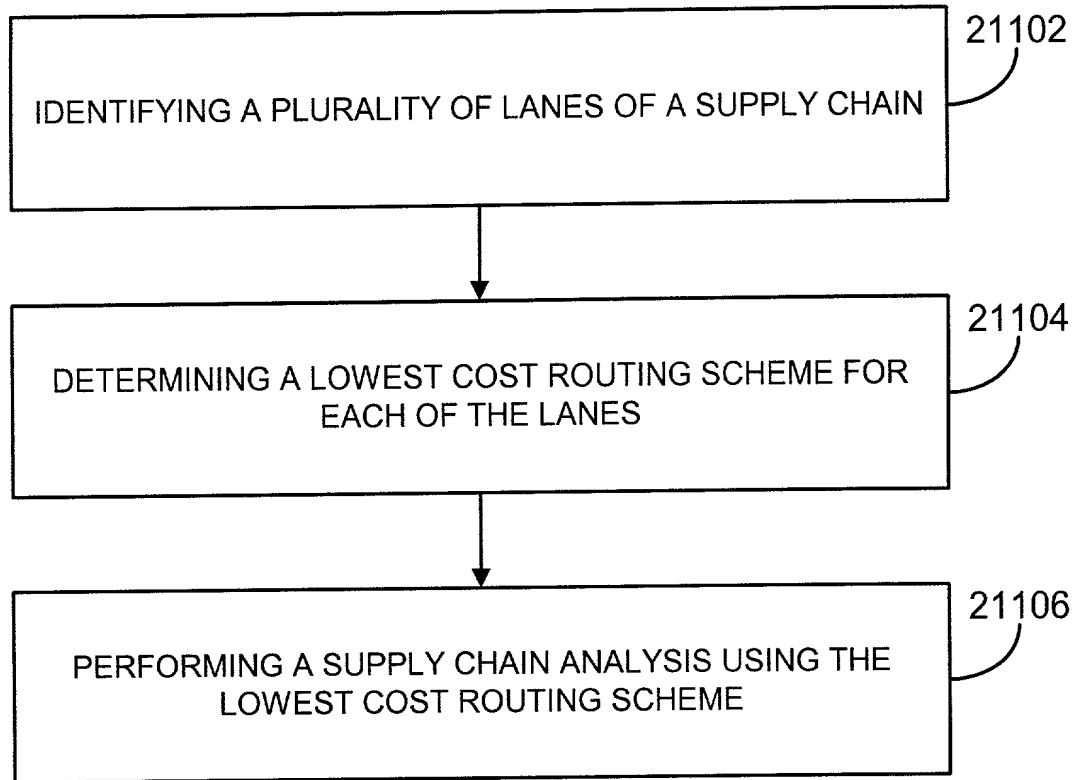 21102
IDENTIFYING A PLURALITY OF LANES OF A SUPPLY CHAIN
21104
DETERMINING A LOWEST COST ROUTING SCHEME FOR
EACH OF THE LANES
21106
PERFORMING A SUPPLY CHAIN ANALYSIS USING THE
LOWEST COST ROUTING SCHEME